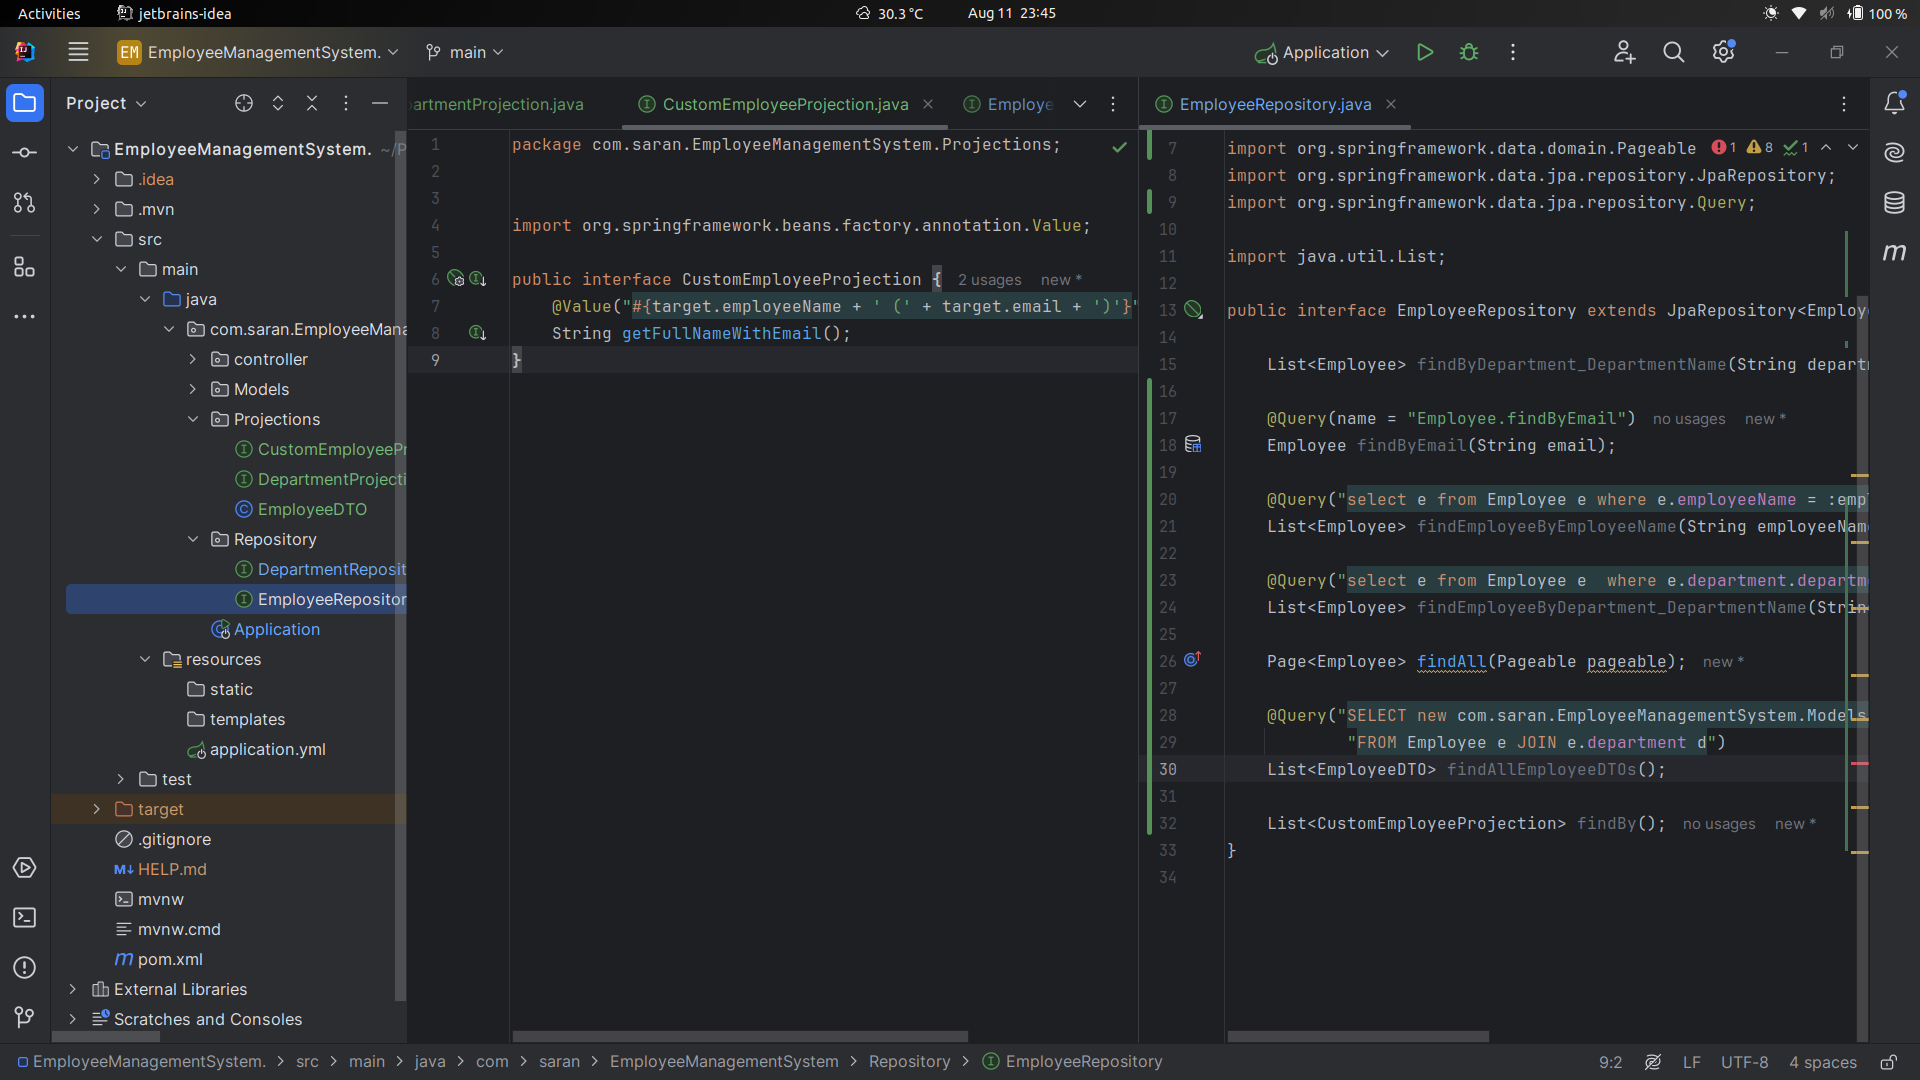 Activities
jetbrains-idea
30.3 °C
Aug 11 23:45
100 %
EM EmployeeManagementSystem.
main
Application
Project
EmployeeManagementSystem. ~/P
.idea
.mvn
src
main
java
com.saran.EmployeeMana
controller
Models
Projections
CustomEmployeePr
DepartmentProjecti
EmployeeDTO
Repository
DepartmentReposit
EmployeeRepositor
Application
resources
static
templates
application.yml
test
target
.gitignore
HELP.md
mvnw
mvnw.cmd
pom.xml
External Libraries
Scratches and Consoles
artmentProjection.java
CustomEmployeeProjection.java
Employe
1 package com.saran.EmployeeManagementSystem.Projections;
2
3
4 import org.springframework.beans.factory.annotation.Value;
5
6 public interface CustomEmployeeProjection { 2 usages new *
7 @Value("#{target.employeeName + ' (' + target.email + ')'}"
8 String getFullNameWithEmail();
9 }
EmployeeRepository.java
7 import org.springframework.data.domain.Pageable 1 8 1
8 import org.springframework.data.jpa.repository.JpaRepository;
9 import org.springframework.data.jpa.repository.Query;
10
11 import java.util.List;
12
13 public interface EmployeeRepository extends JpaRepository<Employe
14
15 List<Employee> findByDepartment_DepartmentName(String depart
16
17 @Query(name = "Employee.findByEmail") no usages new *
18 Employee findByEmail(String email);
19
20 @Query("select e from Employee e where e.employeeName = :emp
21 List<Employee> findEmployeeByEmployeeName(String employeeNam
22
23 @Query("select e from Employee e  where e.department.departm
24 List<Employee> findEmployeeByDepartment_DepartmentName(Strin
25
26 Page<Employee> findAll(Pageable pageable); new *
27
28 @Query("SELECT new com.saran.EmployeeManagementSystem.Models
29 "FROM Employee e JOIN e.department d")
30 List<EmployeeDTO> findAllEmployeeDTOs();
31
32 List<CustomEmployeeProjection> findBy(); no usages new *
33 }
34
EmployeeManagementSystem. > src > main > java > com > saran > EmployeeManagementSystem > Repository > EmployeeRepository
9:2 LF UTF-8 4 spaces